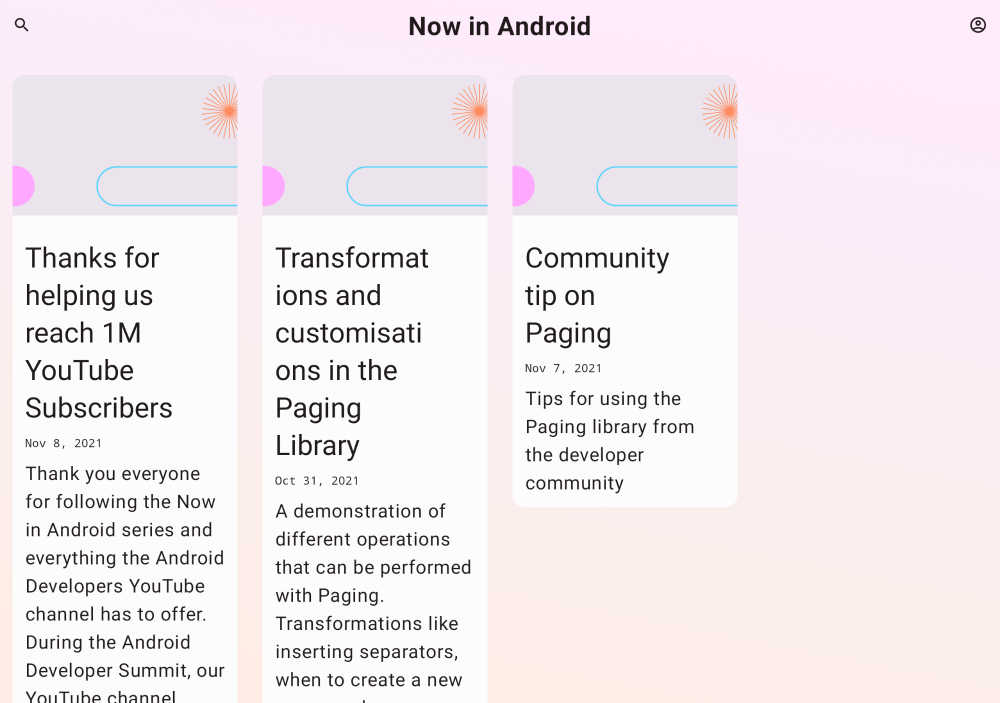 Now in Android
Thanks for
helping us
reach 1M
YouTube
Subscribers
Nov 8, 2021
Thank you everyone
for following the Now
in Android series and
everything the Android
Developers YouTube
channel has to offer.
During the Android
Developer Summit, our
YouTube channel
Transformat
ions and
customisati
ons in the
Paging
Library
Oct 31, 2021
A demonstration of
different operations
that can be performed
with Paging.
Transformations like
inserting separators,
when to create a new
Community
tip on
Paging
Nov 7, 2021
Tips for using the
Paging library from
the developer
community